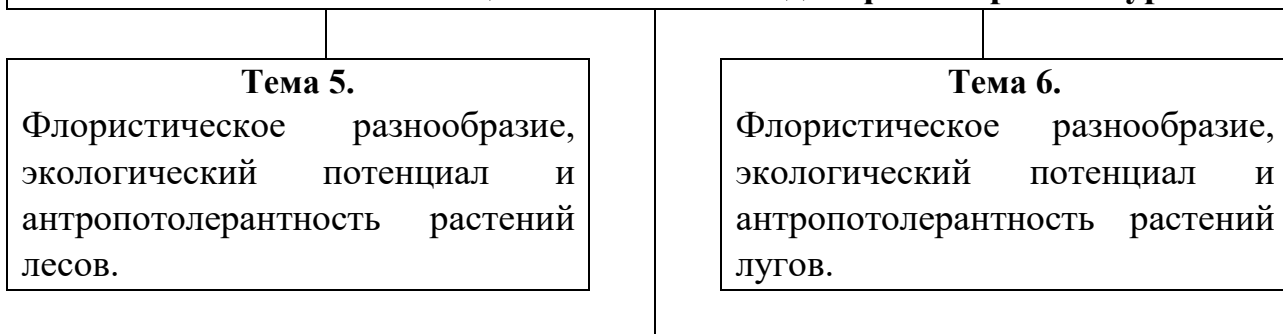 Тема 5.
Флористическое разнообразие,
экологический потенциал и
антропотолерантность растений
лесов.
Тема 6.
Флористическое разнообразие,
экологический потенциал и
антропотолерантность растений
лугов.